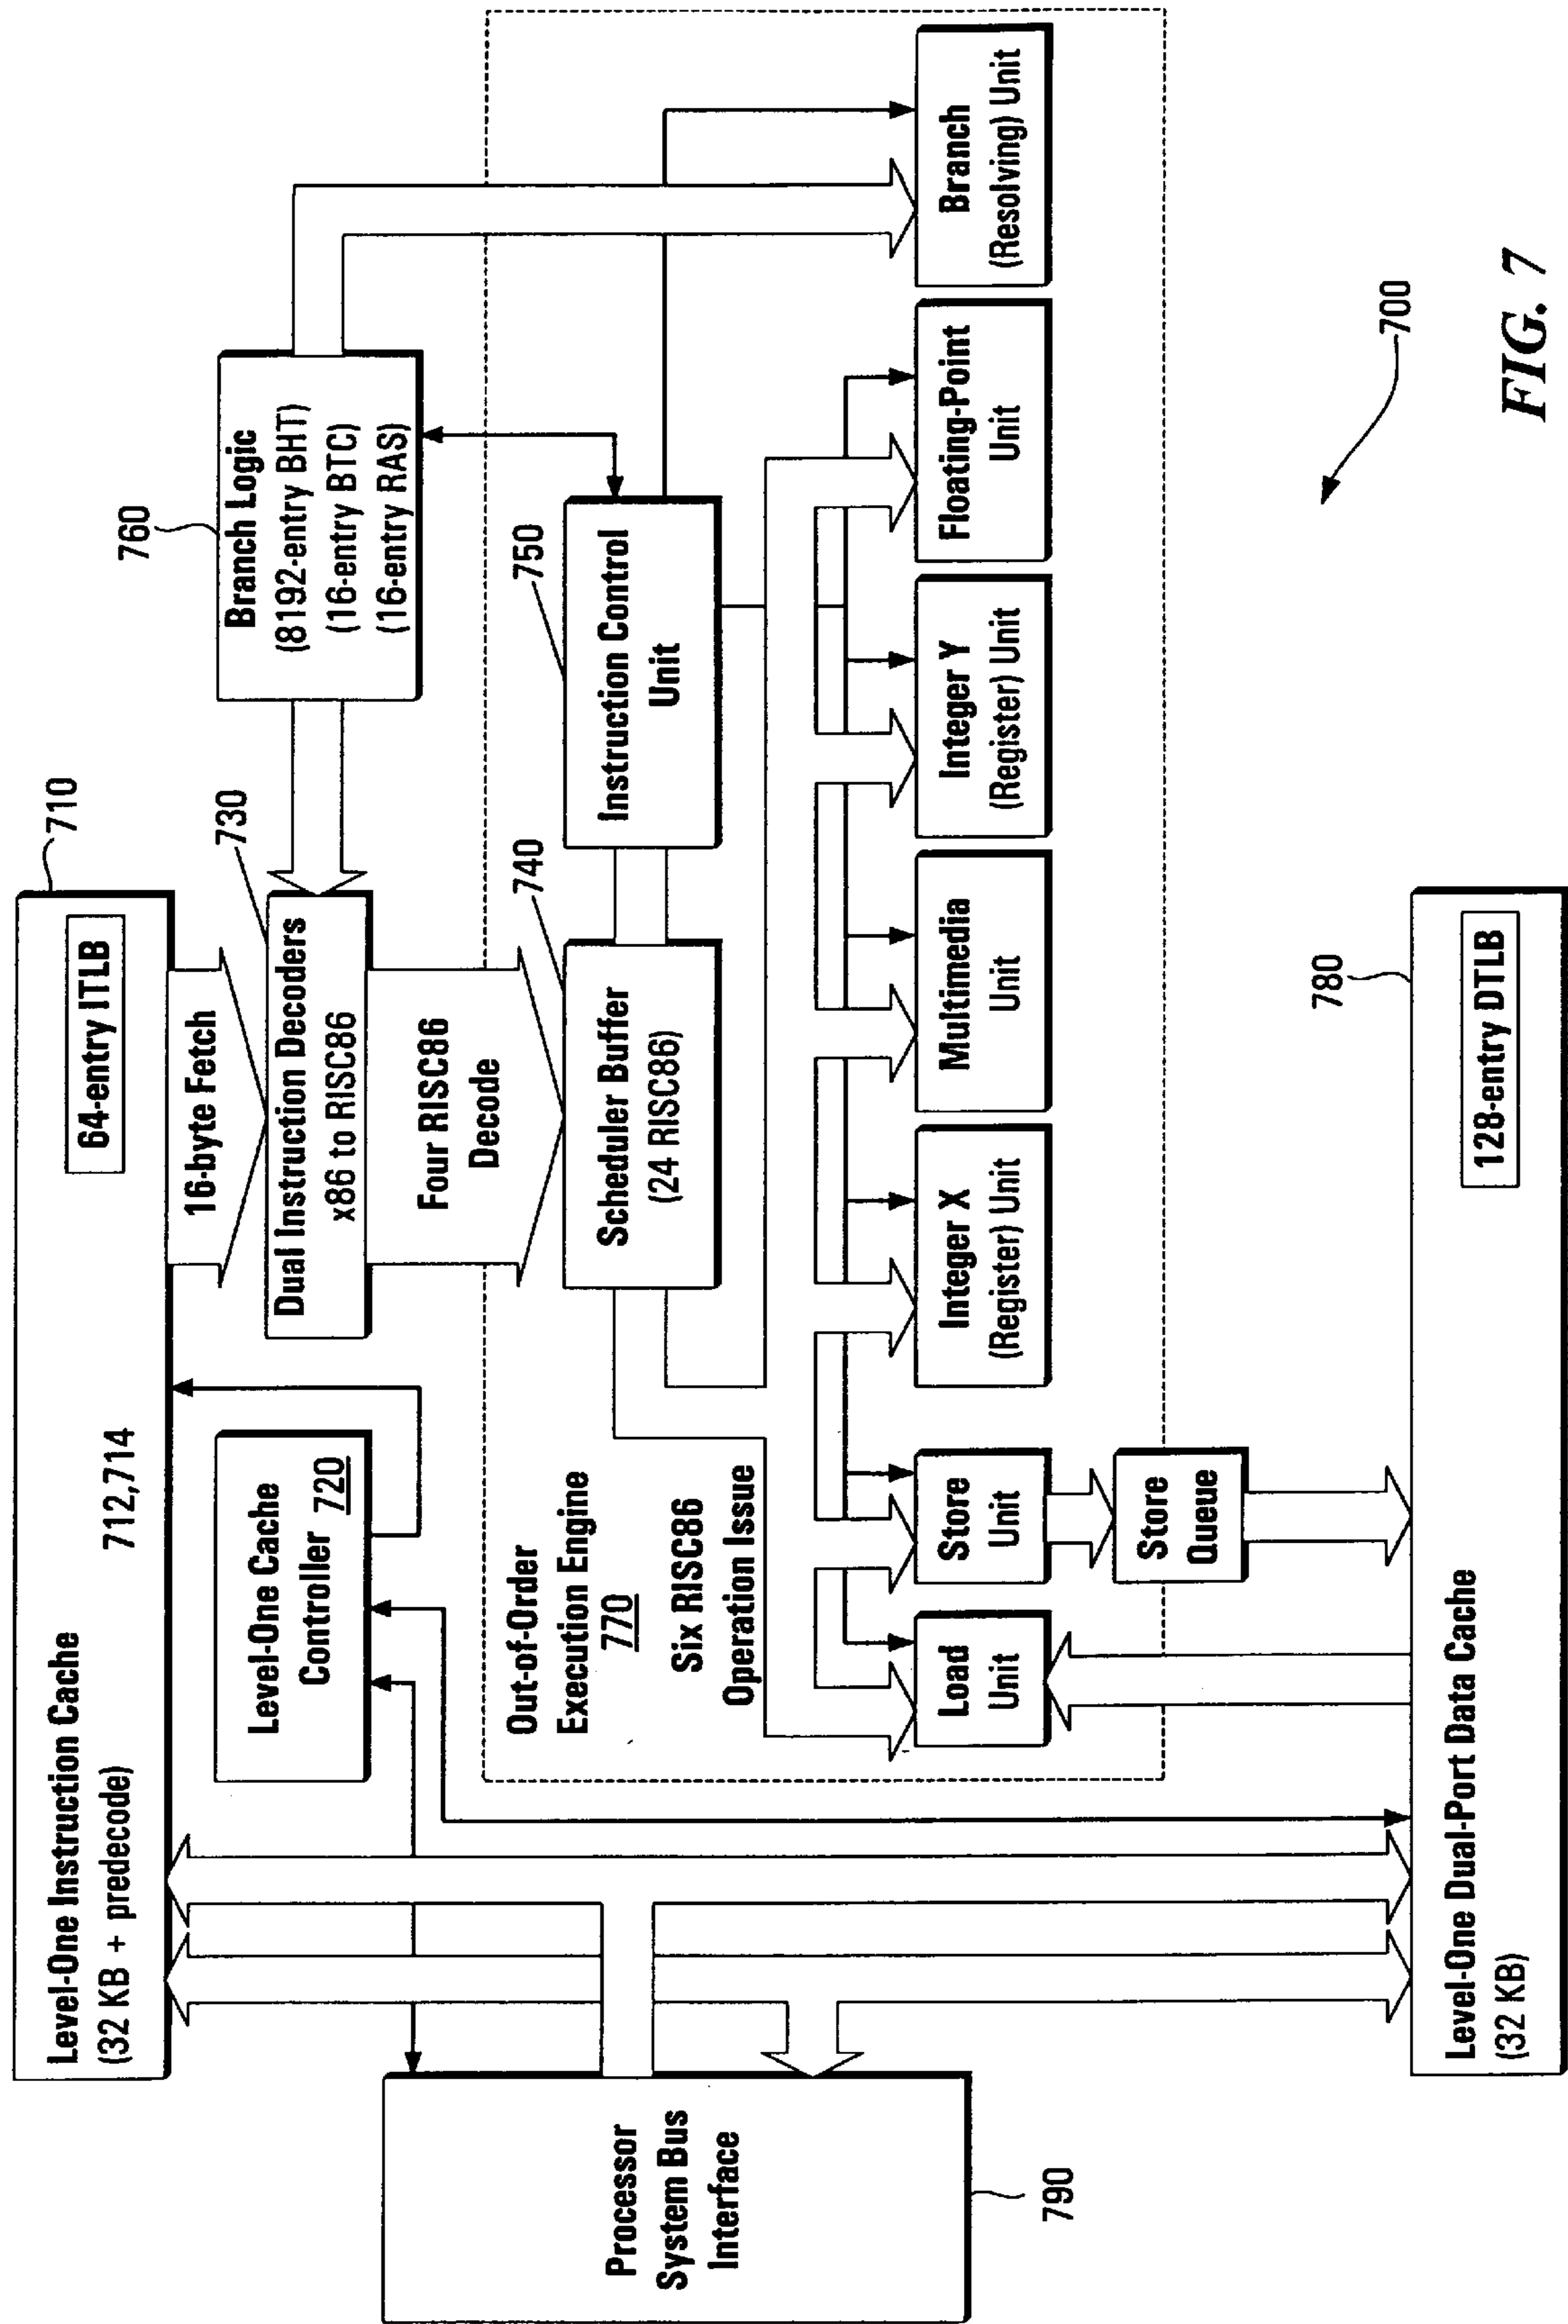 Level-One Instruction Cache
(32 KB + predecode)
712,714
64-entry ITLB
710
Level-One Cache
Controller 720
16-byte Fetch
Dual Instruction Decoders
x86 to RISC86
730
Branch Logic
(8192-entry BHT)
(16-entry BTC)
(16-entry RAS)
760
Four RISC86
Decode
Processor
System Bus
Interface
790
Out-of-Order
Execution Engine
770
Scheduler Buffer
(24 RISC86)
740
Instruction Control
Unit
750
Six RISC86
Operation Issue
Load
Unit
Store
Unit
Integer X
(Register) Unit
Multimedia
Unit
Integer Y
(Register) Unit
Floating-Point
Unit
Branch
(Resolving) Unit
Store
Queue
780
Level-One Dual-Port Data Cache
(32 KB)
128-entry DTLB
700
FIG. 7